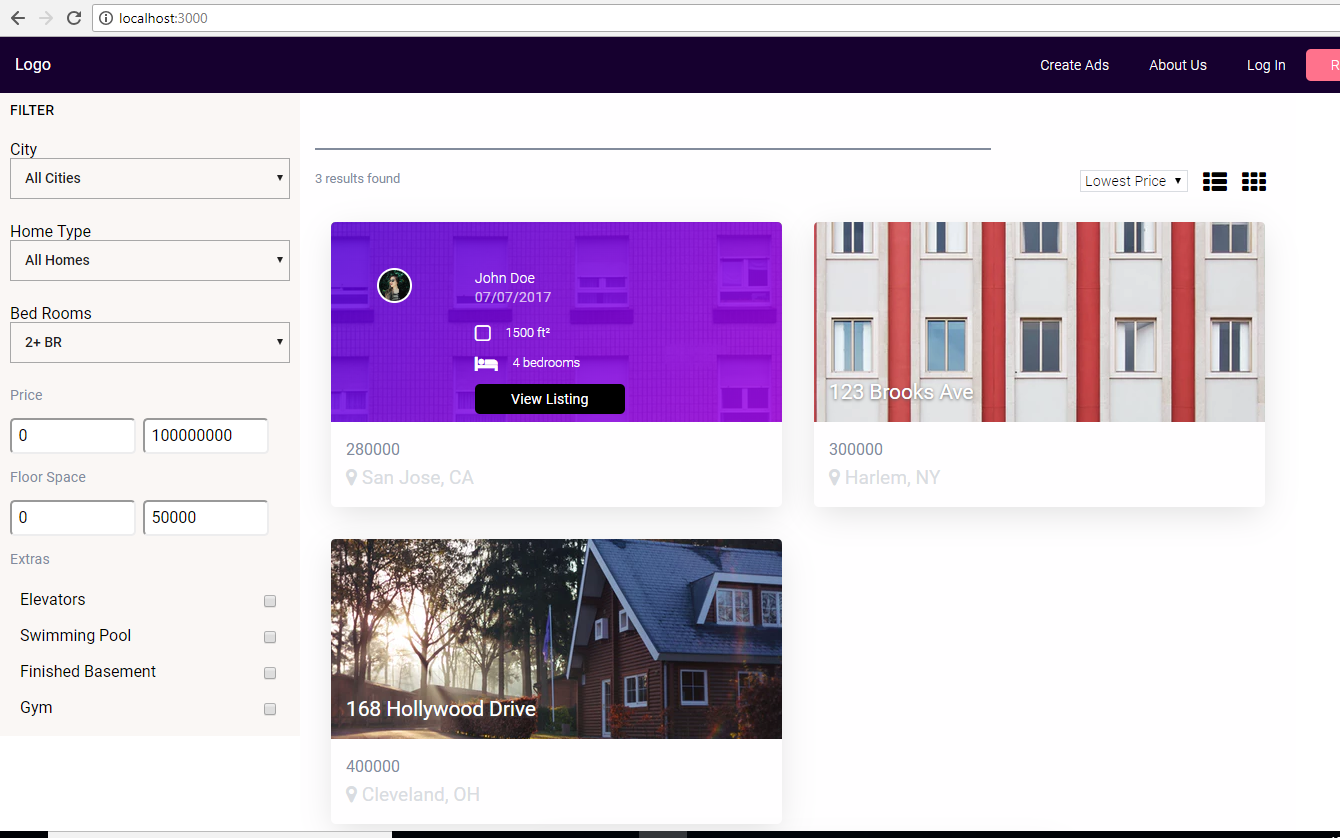 localhost:3000
Logo
Create Ads
About Us
Log In
R
FILTER
City
All Cities
Home Type
All Homes
Bed Rooms
2+ BR
Price
0
100000000
Floor Space
0
50000
Extras
Elevators
Swimming Pool
Finished Basement
Gym
3 results found
Lowest Price
John Doe
07/07/2017
1500 ft²
4 bedrooms
View Listing
280000
San Jose, CA
123 Brooks Ave
300000
Harlem, NY
168 Hollywood Drive
400000
Cleveland, OH